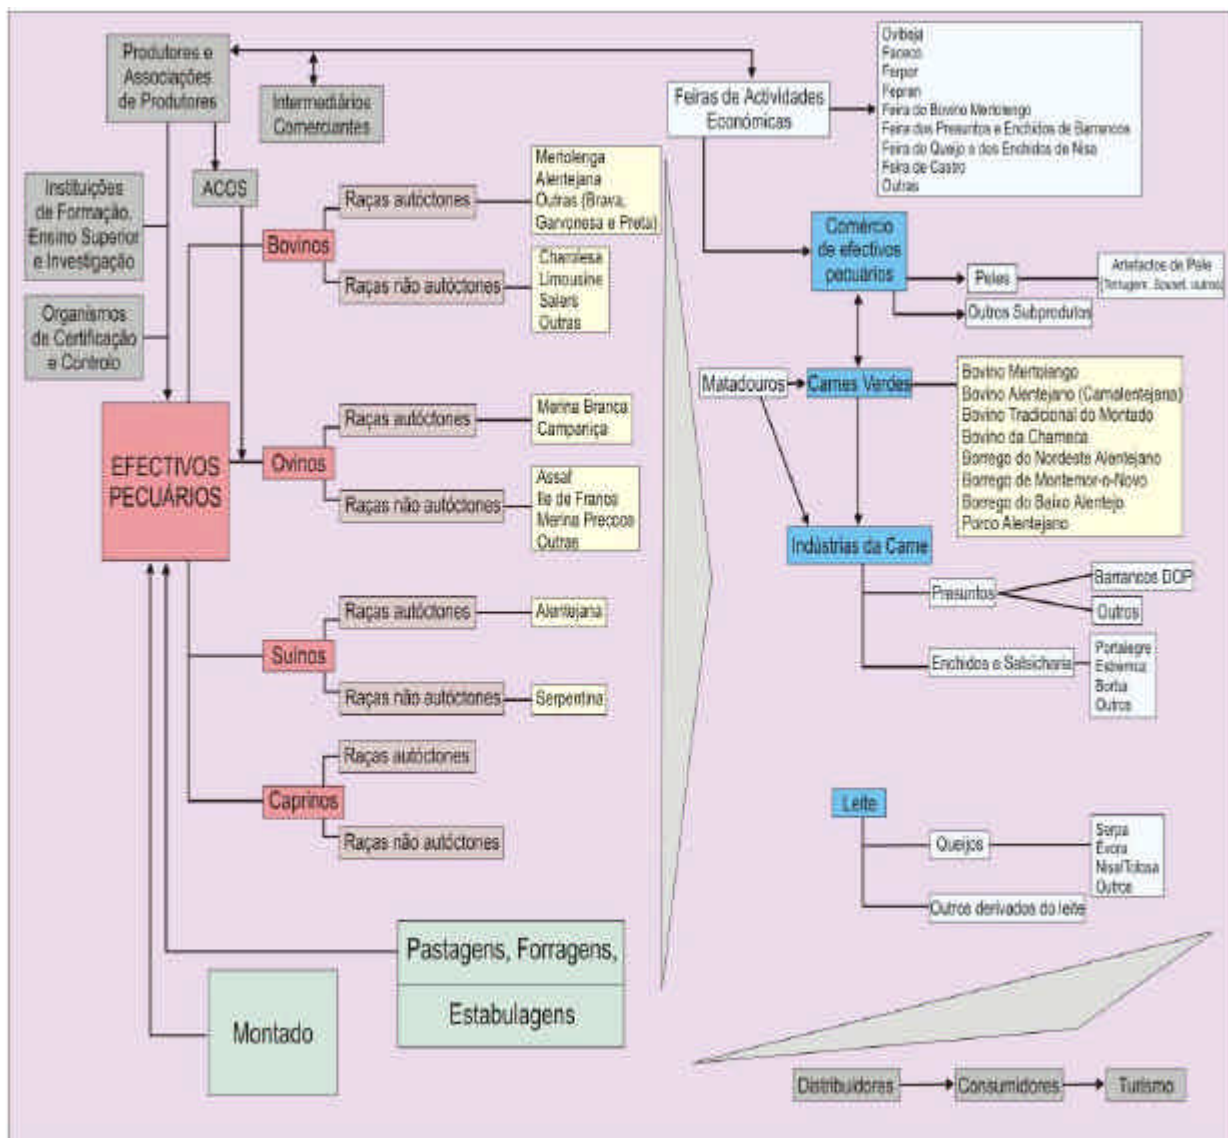 Produtores e
Associações
de Produtores
Intermediários
Comerciantes
Feiras de Actividades
Económicas
Ovibeja
Faceco
Ferpor
Fepran
Feira do Bovino Mertolengo
Feira dos Presuntos e Enchidos de Barrancos
Feira do Queijo e dos Enchidos de Nisa
Feira de Castro
Outras
Instituições
de Formação,
Ensino Superior
e Investigação
ACOS
Organismos
de Certificação
e Controlo
Bovinos
Raças autóctones
Mertolenga
Alentejana
Outras (Brava,
Garvonesa e Preta)
Raças não autóctones
Charolesa
Limousine
Salers
Outras
Comércio
de efectivos
pecuários
Peles
Artefactos de Pele
outros)
Outros Subprodutos
Matadouros
Carnes Verdes
Bovino Mertolengo
Bovino Alentejano (Carnalentejana)
Bovino Tradicional do Montado
Bovino da Charneca
Borrego do Nordeste Alentejano
Borrego de Montemor-o-Novo
Borrego do Baixo Alentejo
Porco Alentejano
EFECTIVOS
PECUÁRIOS
Ovinos
Raças autóctones
Merina Branca
Campaniça
Raças não autóctones
Assaf
Ile de France
Merina Precoce
Outras
Indústrias da Carne
Presuntos
Barrancos DOP
Outros
Enchidos e Salsicharia
Portalegre
Estremoz
Borba
Outros
Suínos
Raças autóctones
Alentejana
Raças não autóctones
Serpentina
Caprinos
Raças autóctones
Raças não autóctones
Leite
Queijos
Serpa
Évora
Nisa/Tolosa
Outros
Outros derivados do leite
Pastagens, Forragens,
Estabulagens
Montado
Distribuidores
Consumidores
Turismo